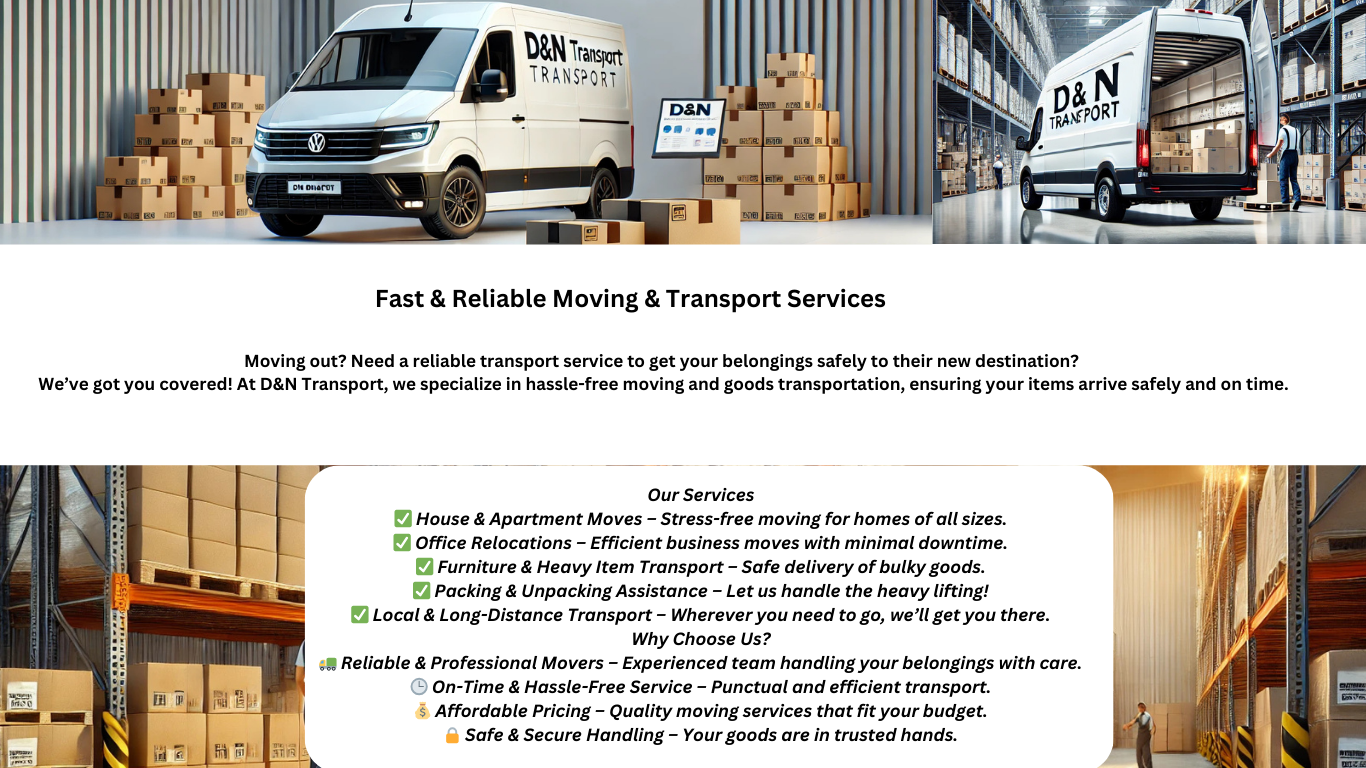 D&N Transport
TRANSPORT
D&N
D & N
TRANSPORT
Fast & Reliable Moving & Transport Services
Moving out? Need a reliable transport service to get your belongings safely to their new destination?
We’ve got you covered! At D&N Transport, we specialize in hassle-free moving and goods transportation, ensuring your items arrive safely and on time.
Our Services
✅ House & Apartment Moves – Stress-free moving for homes of all sizes.
✅ Office Relocations – Efficient business moves with minimal downtime.
✅ Furniture & Heavy Item Transport – Safe delivery of bulky goods.
✅ Packing & Unpacking Assistance – Let us handle the heavy lifting!
✅ Local & Long-Distance Transport – Wherever you need to go, we’ll get you there.
Why Choose Us?
🚛 Reliable & Professional Movers – Experienced team handling your belongings with care.
🕒 On-Time & Hassle-Free Service – Punctual and efficient transport.
💰 Affordable Pricing – Quality moving services that fit your budget.
🔒 Safe & Secure Handling – Your goods are in trusted hands.